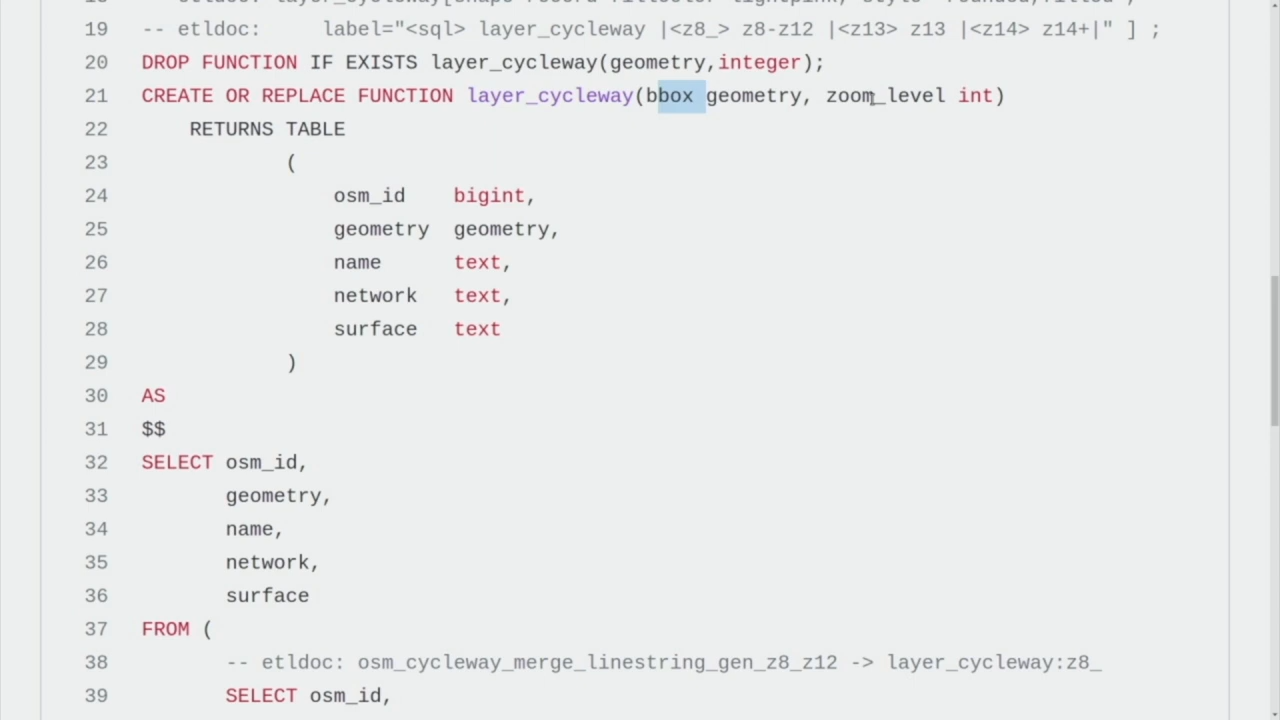 19 -- etldoc:     label="<sql> layer_cycleway |<z8_> z8-z12 |<z13> z13 |<z14> z14+|" ] ;
20 DROP FUNCTION IF EXISTS layer_cycleway(geometry,integer);
21 CREATE OR REPLACE FUNCTION layer_cycleway(bbox geometry, zoom_level int)
22     RETURNS TABLE
23             (
24                 osm_id    bigint,
25                 geometry  geometry,
26                 name      text,
27                 network   text,
28                 surface   text
29             )
30 AS
31 $$
32 SELECT osm_id,
33        geometry,
34        name,
35        network,
36        surface
37 FROM (
38        -- etldoc: osm_cycleway_merge_linestring_gen_z8_z12 -> layer_cycleway:z8_
39        SELECT osm_id,